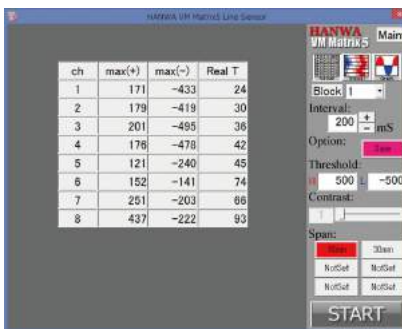 HANWA VM Matrix5 Line Sensor
ch max(+) max(-) Real T
1 171 -433 24
2 179 -419 30
3 201 -495 36
4 176 -478 42
5 121 -240 45
6 152 -141 74
7 251 -203 66
8 437 -222 93
HANWA
VM Matrix5
Main
Block 1
Interval:
200 + - mS
Option:
Threshold:
H 500 L -500
Contrast:
1
Span:
30mm
NotSet NotSet
NotSet NotSet
START